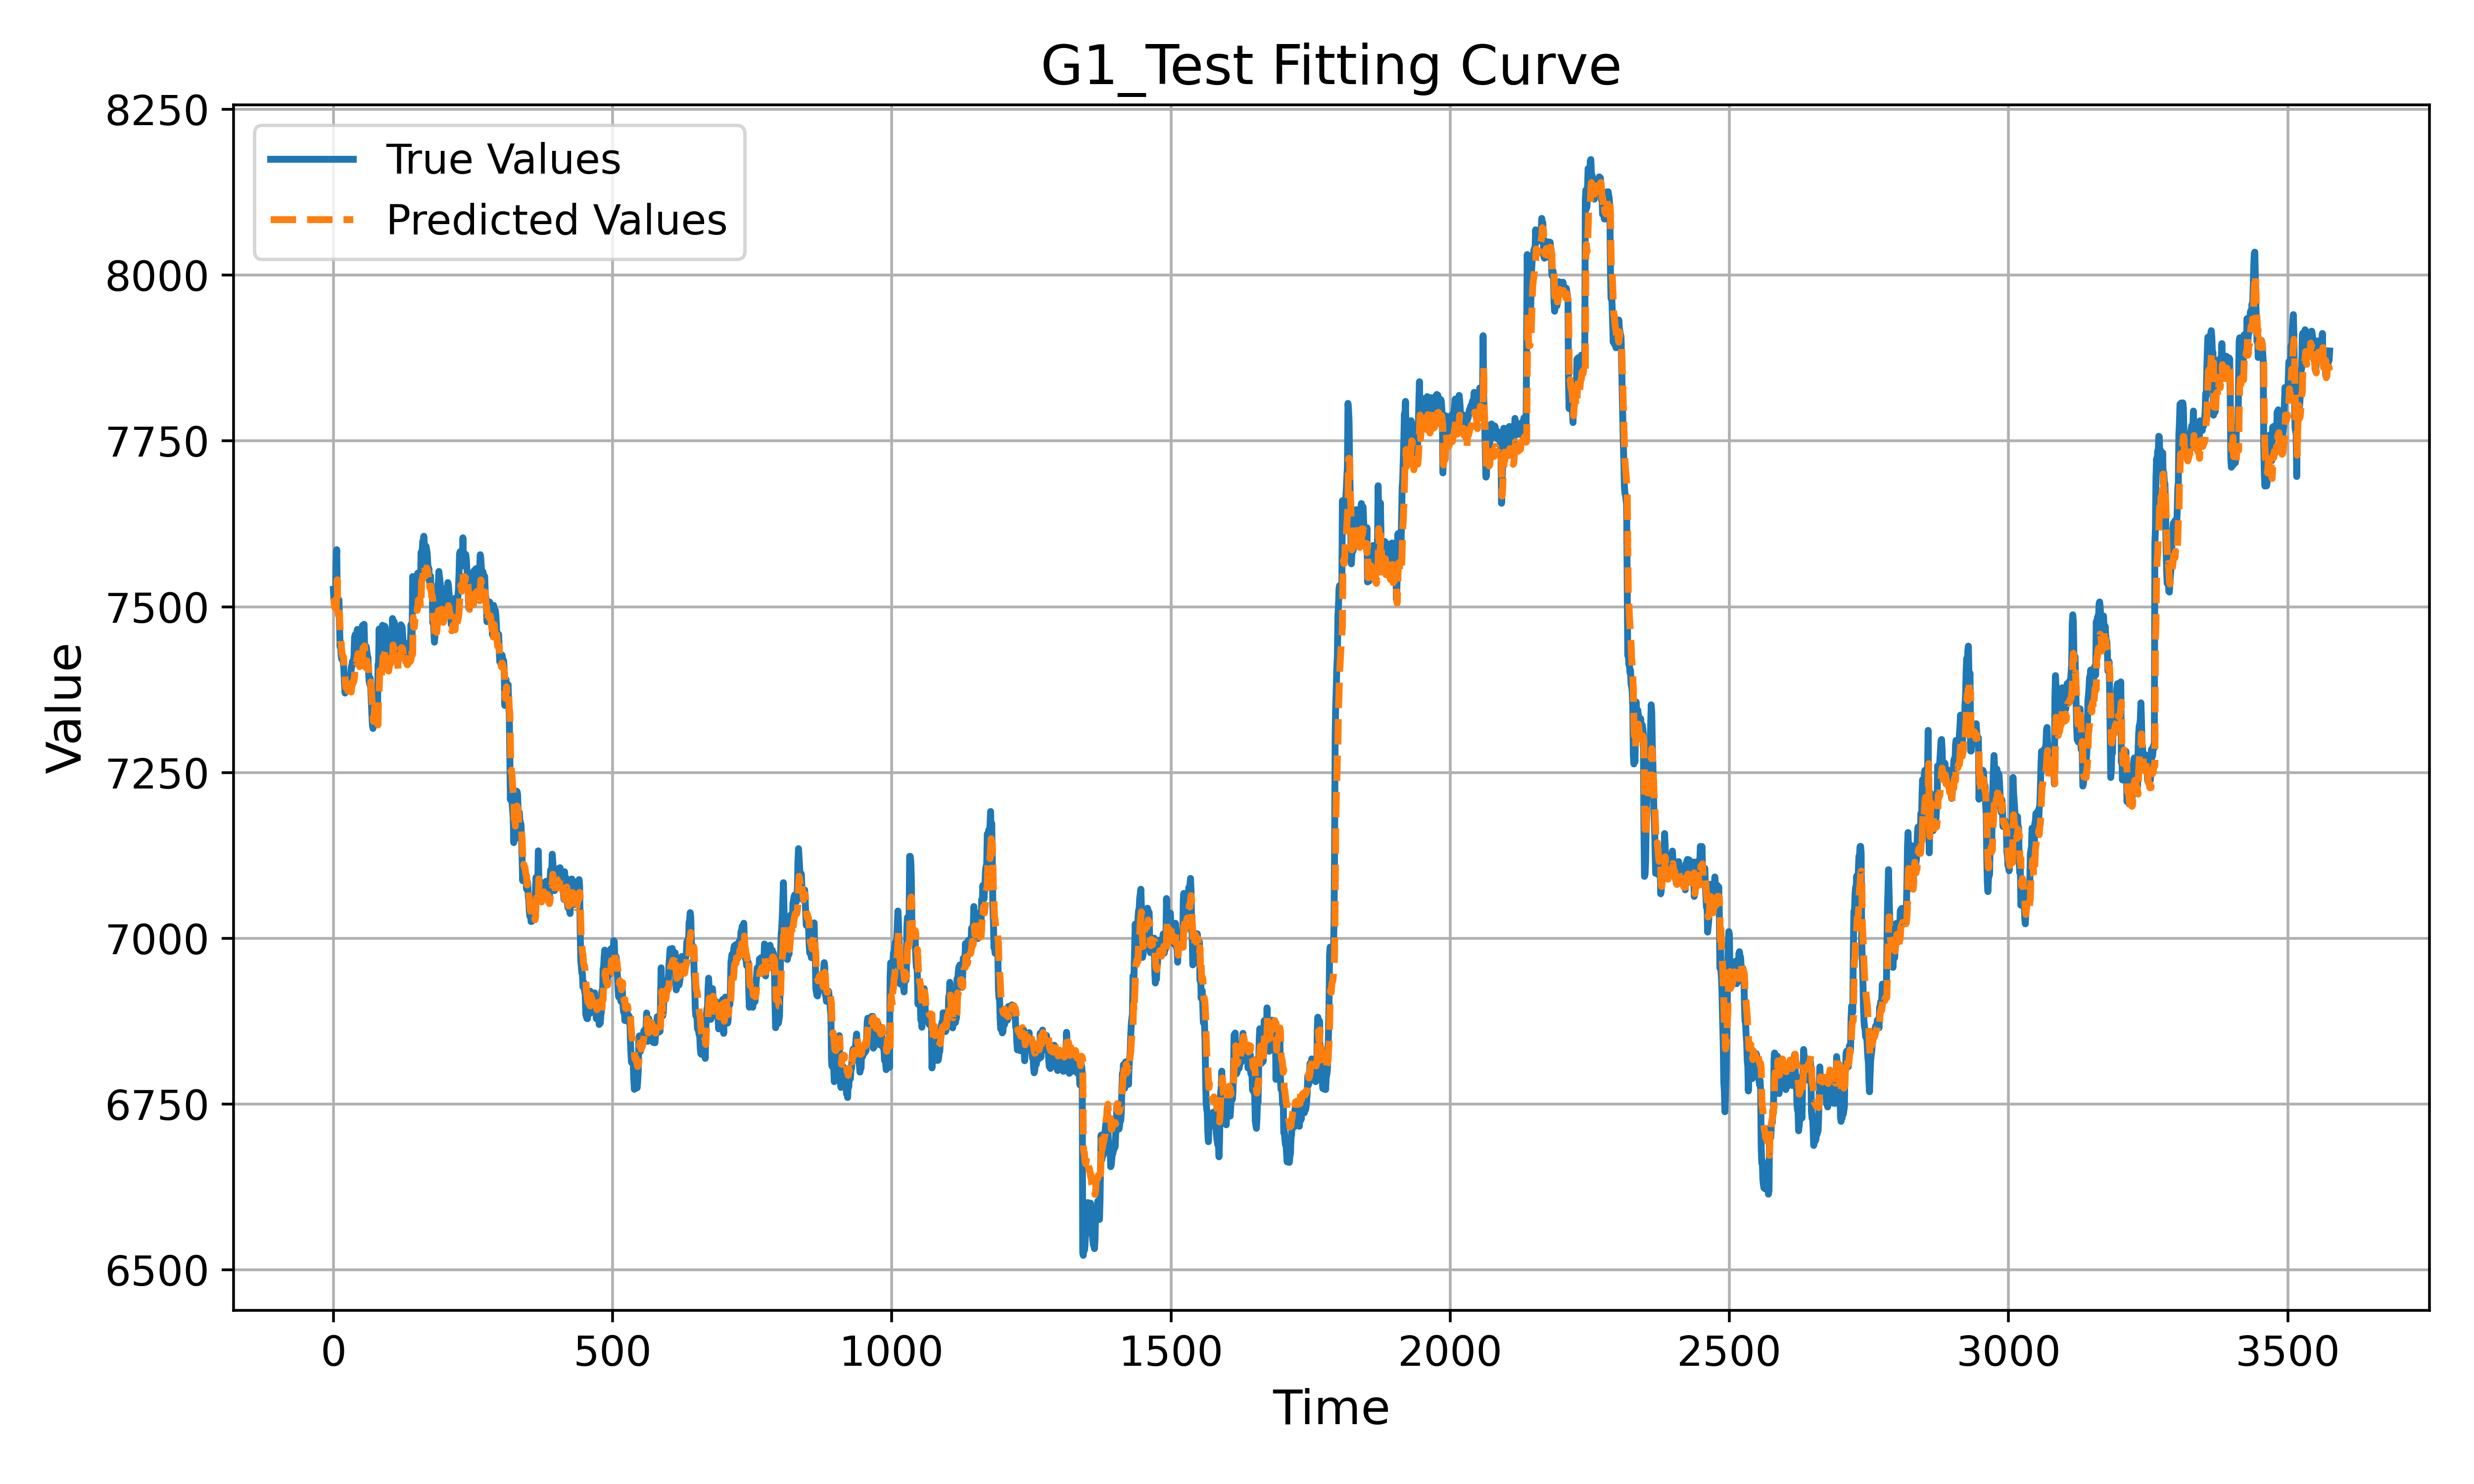 G1_Test Fitting Curve
True Values
Predicted Values
8250
8000
7750
7500
7250
7000
6750
6500
Value
0 500 1000 1500 2000 2500 3000 3500
Time